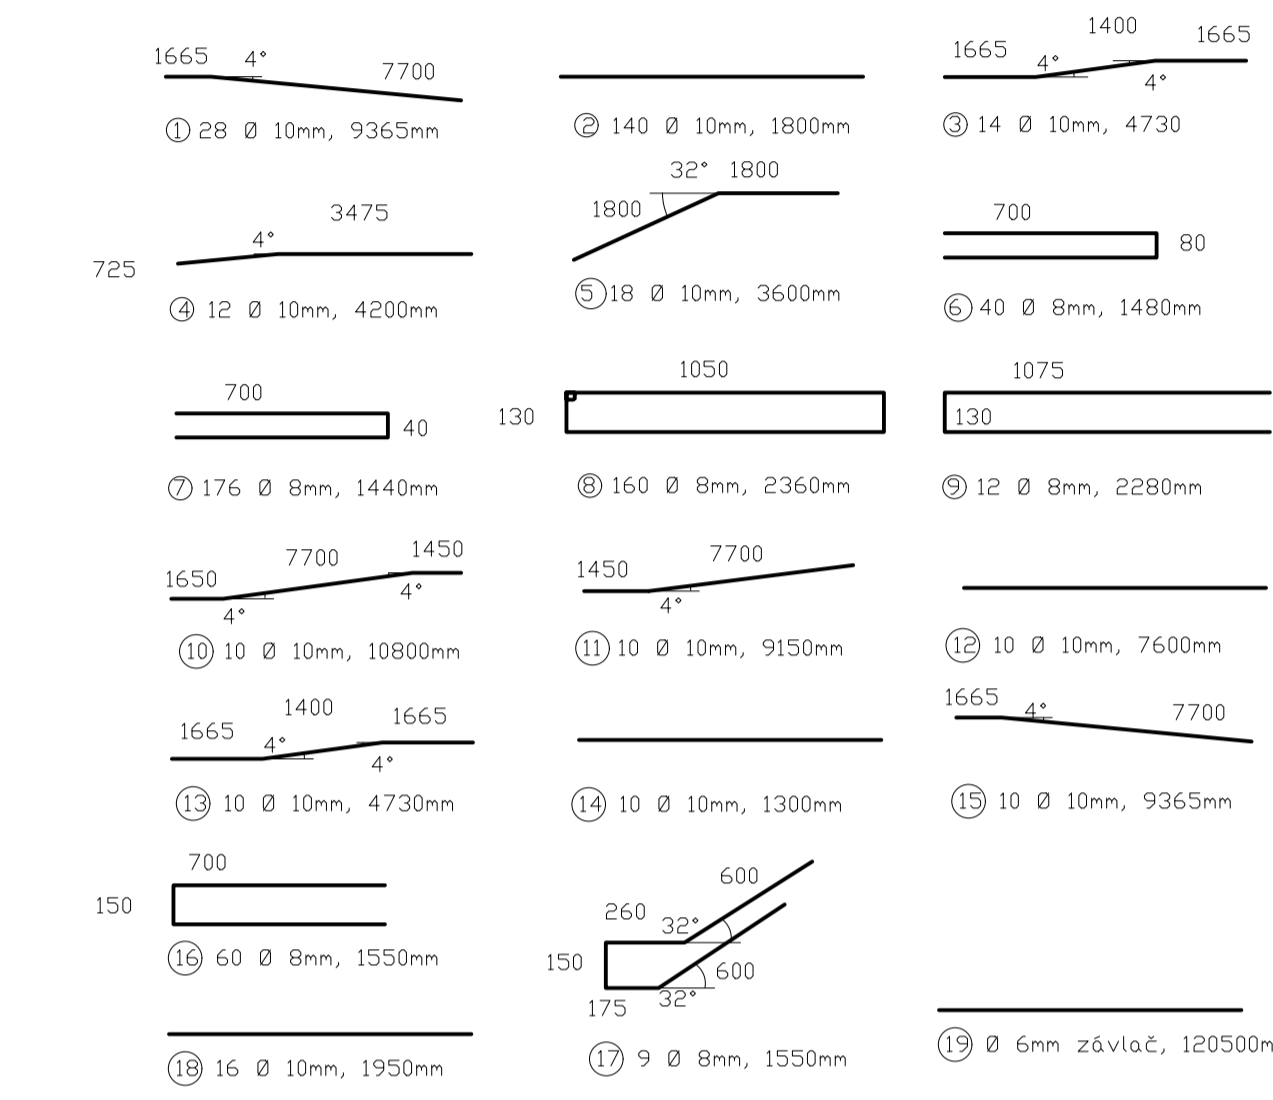 1665 4° 7700
① 28 Ø 10mm, 9365mm
② 140 Ø 10mm, 1800mm
1665 4° 1400 4° 1665
③ 14 Ø 10mm, 4730
725 4° 3475
④ 12 Ø 10mm, 4200mm
1800 32° 1800
⑤ 18 Ø 10mm, 3600mm
700 80
⑥ 40 Ø 8mm, 1480mm
700 40
⑦ 176 Ø 8mm, 1440mm
130 1050
⑧ 160 Ø 8mm, 2360mm
1075 130
⑨ 12 Ø 8mm, 2280mm
1650 4° 7700 4° 1450
⑩ 10 Ø 10mm, 10800mm
1450 4° 7700
⑪ 10 Ø 10mm, 9150mm
⑫ 10 Ø 10mm, 7600mm
1665 4° 1400 4° 1665
⑬ 10 Ø 10mm, 4730mm
⑭ 10 Ø 10mm, 1300mm
1665 4° 7700
⑮ 10 Ø 10mm, 9365mm
150 700
⑯ 60 Ø 8mm, 1550mm
150 260 32° 600
175 32° 600
⑰ 9 Ø 8mm, 1550mm
⑱ 16 Ø 10mm, 1950mm
⑲ Ø 6mm závlač, 120500m